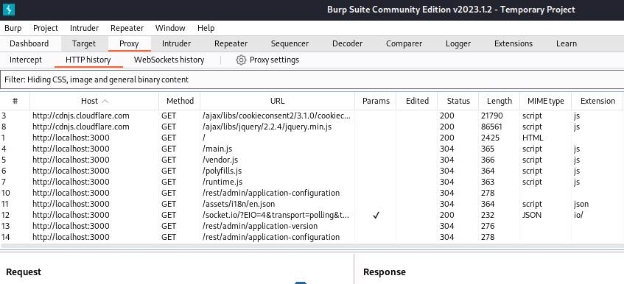 Burp Suite Community Edition v2023.1.2 - Temporary Project
Burp Project Intruder Repeater Window Help
Dashboard Target Proxy Intruder Repeater Sequencer Decoder Comparer Logger Extensions Learn
Intercept HTTP history WebSockets history Proxy settings
Filter: Hiding CSS, image and general binary content
# Host Method URL Params Edited Status Length MIME type Extension
3 http://cdnjs.cloudflare.com GET /ajax/libs/cookieconsent2/3.1.0/cookiec... 200 21790 script js
8 http://cdnjs.cloudflare.com GET /ajax/libs/jquery/2.2.4/jquery.min.js 200 86561 script js
1 http://localhost:3000 GET / 200 2425 HTML
4 http://localhost:3000 GET /main.js 304 365 script js
5 http://localhost:3000 GET /vendor.js 304 366 script js
6 http://localhost:3000 GET /polyfills.js 304 364 script js
7 http://localhost:3000 GET /runtime.js 304 363 script js
10 http://localhost:3000 GET /rest/admin/application-configuration 304 278
11 http://localhost:3000 GET /assets/i18n/en.json 304 364 script json
12 http://localhost:3000 GET /socket.io/?EIO=4&transport=polling&t... ✓ 200 232 JSON io/
13 http://localhost:3000 GET /rest/admin/application-version 304 276
14 http://localhost:3000 GET /rest/admin/application-configuration 304 278
Request Response